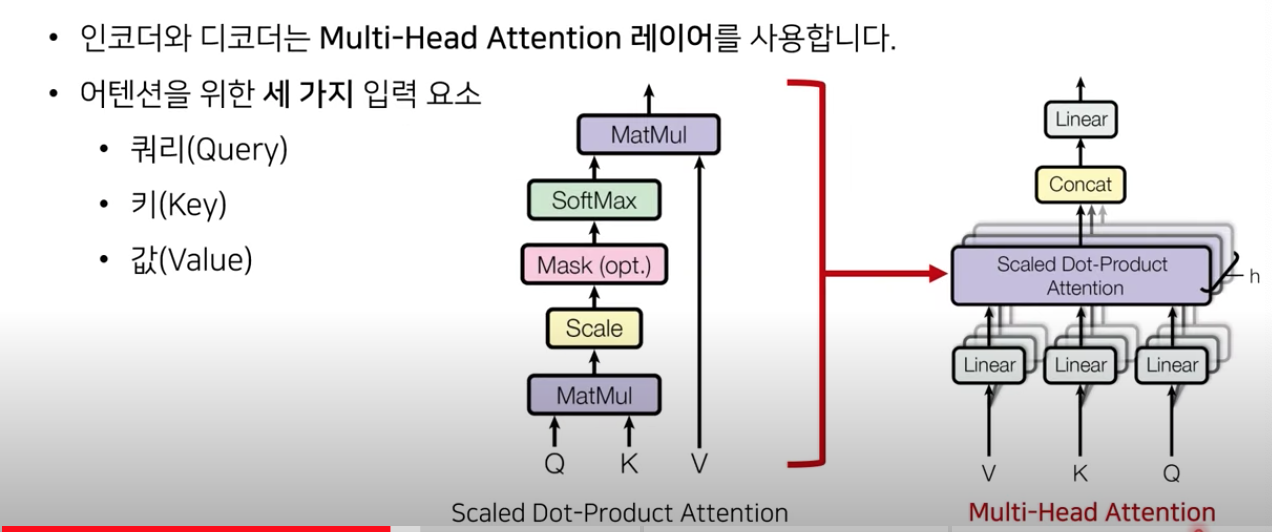 • 인코더와 디코더는 Multi-Head Attention 레이어를 사용합니다.
• 어텐션을 위한 세 가지 입력 요소
• 쿼리(Query)
• 키(Key)
• 값(Value)
MatMul
SoftMax
Mask (opt.)
Scale
MatMul
Q K V
Scaled Dot-Product Attention
Linear
Concat
Scaled Dot-Product
Attention
h
Linear Linear Linear
V K Q
Multi-Head Attention